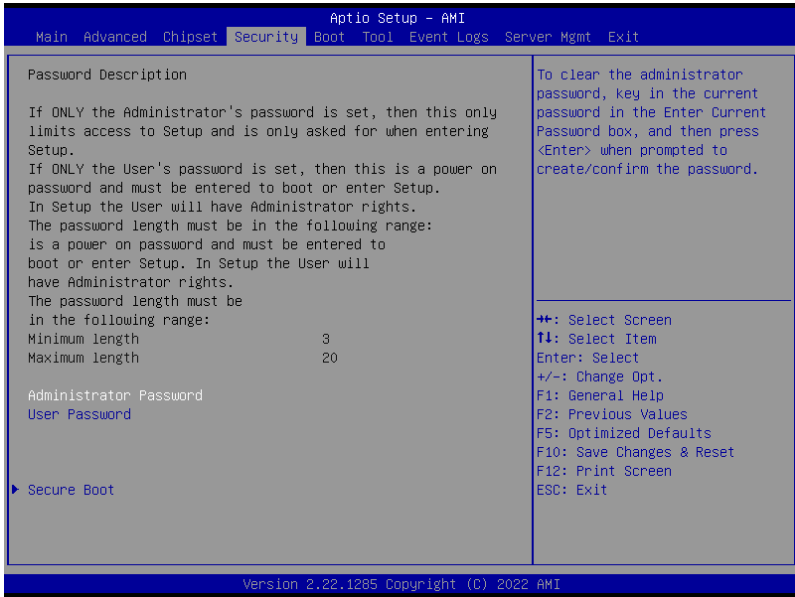 Aptio Setup - AMI
Main Advanced Chipset Security Boot Tool Event Logs Server Mgmt Exit
Password Description
If ONLY the Administrator's password is set, then this only
limits access to Setup and is only asked for when entering
Setup.
If ONLY the User's password is set, then this is a power on
password and must be entered to boot or enter Setup.
In Setup the User will have Administrator rights.
The password length must be in the following range:
is a power on password and must be entered to
boot or enter Setup. In Setup the User will
have Administrator rights.
The password length must be
in the following range:
Minimum length 3
Maximum length 20
Administrator Password
User Password
Secure Boot
To clear the administrator
password, key in the current
password in the Enter Current
Password box, and then press
<Enter> when prompted to
create/confirm the password.
→←: Select Screen
↑↓: Select Item
Enter: Select
+/-: Change Opt.
F1: General Help
F2: Previous Values
F5: Optimized Defaults
F10: Save Changes & Reset
F12: Print Screen
ESC: Exit
Version 2.22.1285 Copyright (C) 2022 AMI